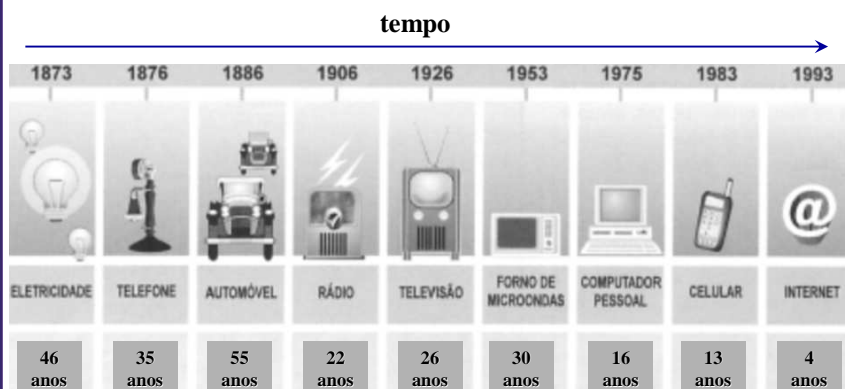 tempo
1873 1876 1886 1906 1926 1953 1975 1983 1993
@
ELETRICIDADE TELEFONE AUTOMÓVEL RÁDIO TELEVISÃO FORNO DE MICROONDAS COMPUTADOR PESSOAL CELULAR INTERNET
46 35 55 22 26 30 16 13 4
anos anos anos anos anos anos anos anos anos